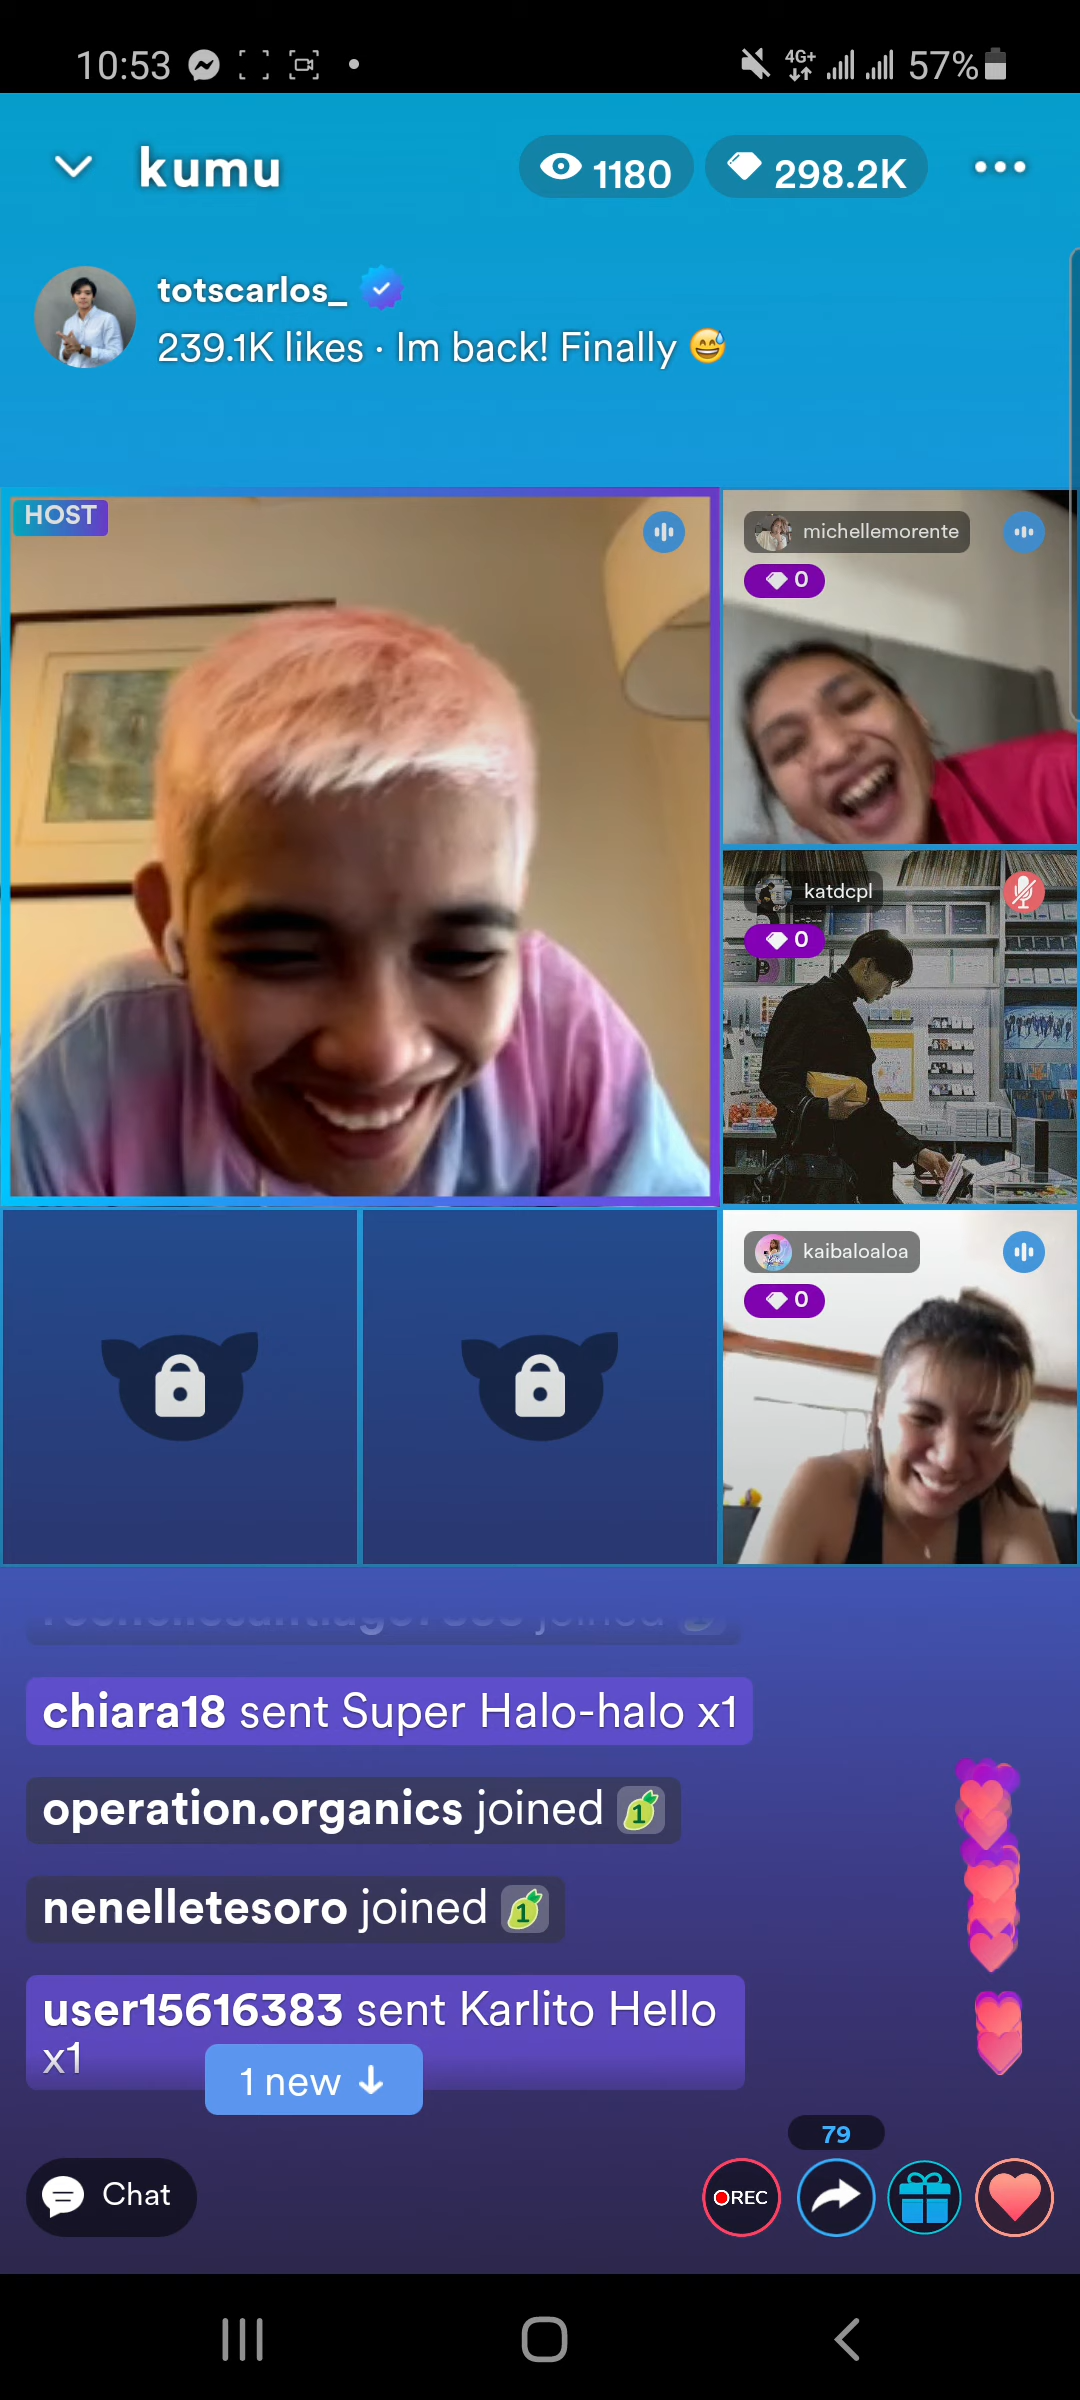 10:53
4G+
57%
kumu
1180
298.2K
totscarlos_
239.1K likes · Im back! Finally 😅
HOST
michellemorente
0
katdcpl
0
kaibaloaloa
0
joined
chiara18 sent Super Halo-halo x1
operation.organics joined 1
nenelletesoro joined 1
user15616383 sent Karlito Hello
x1
1 new
79
Chat
REC